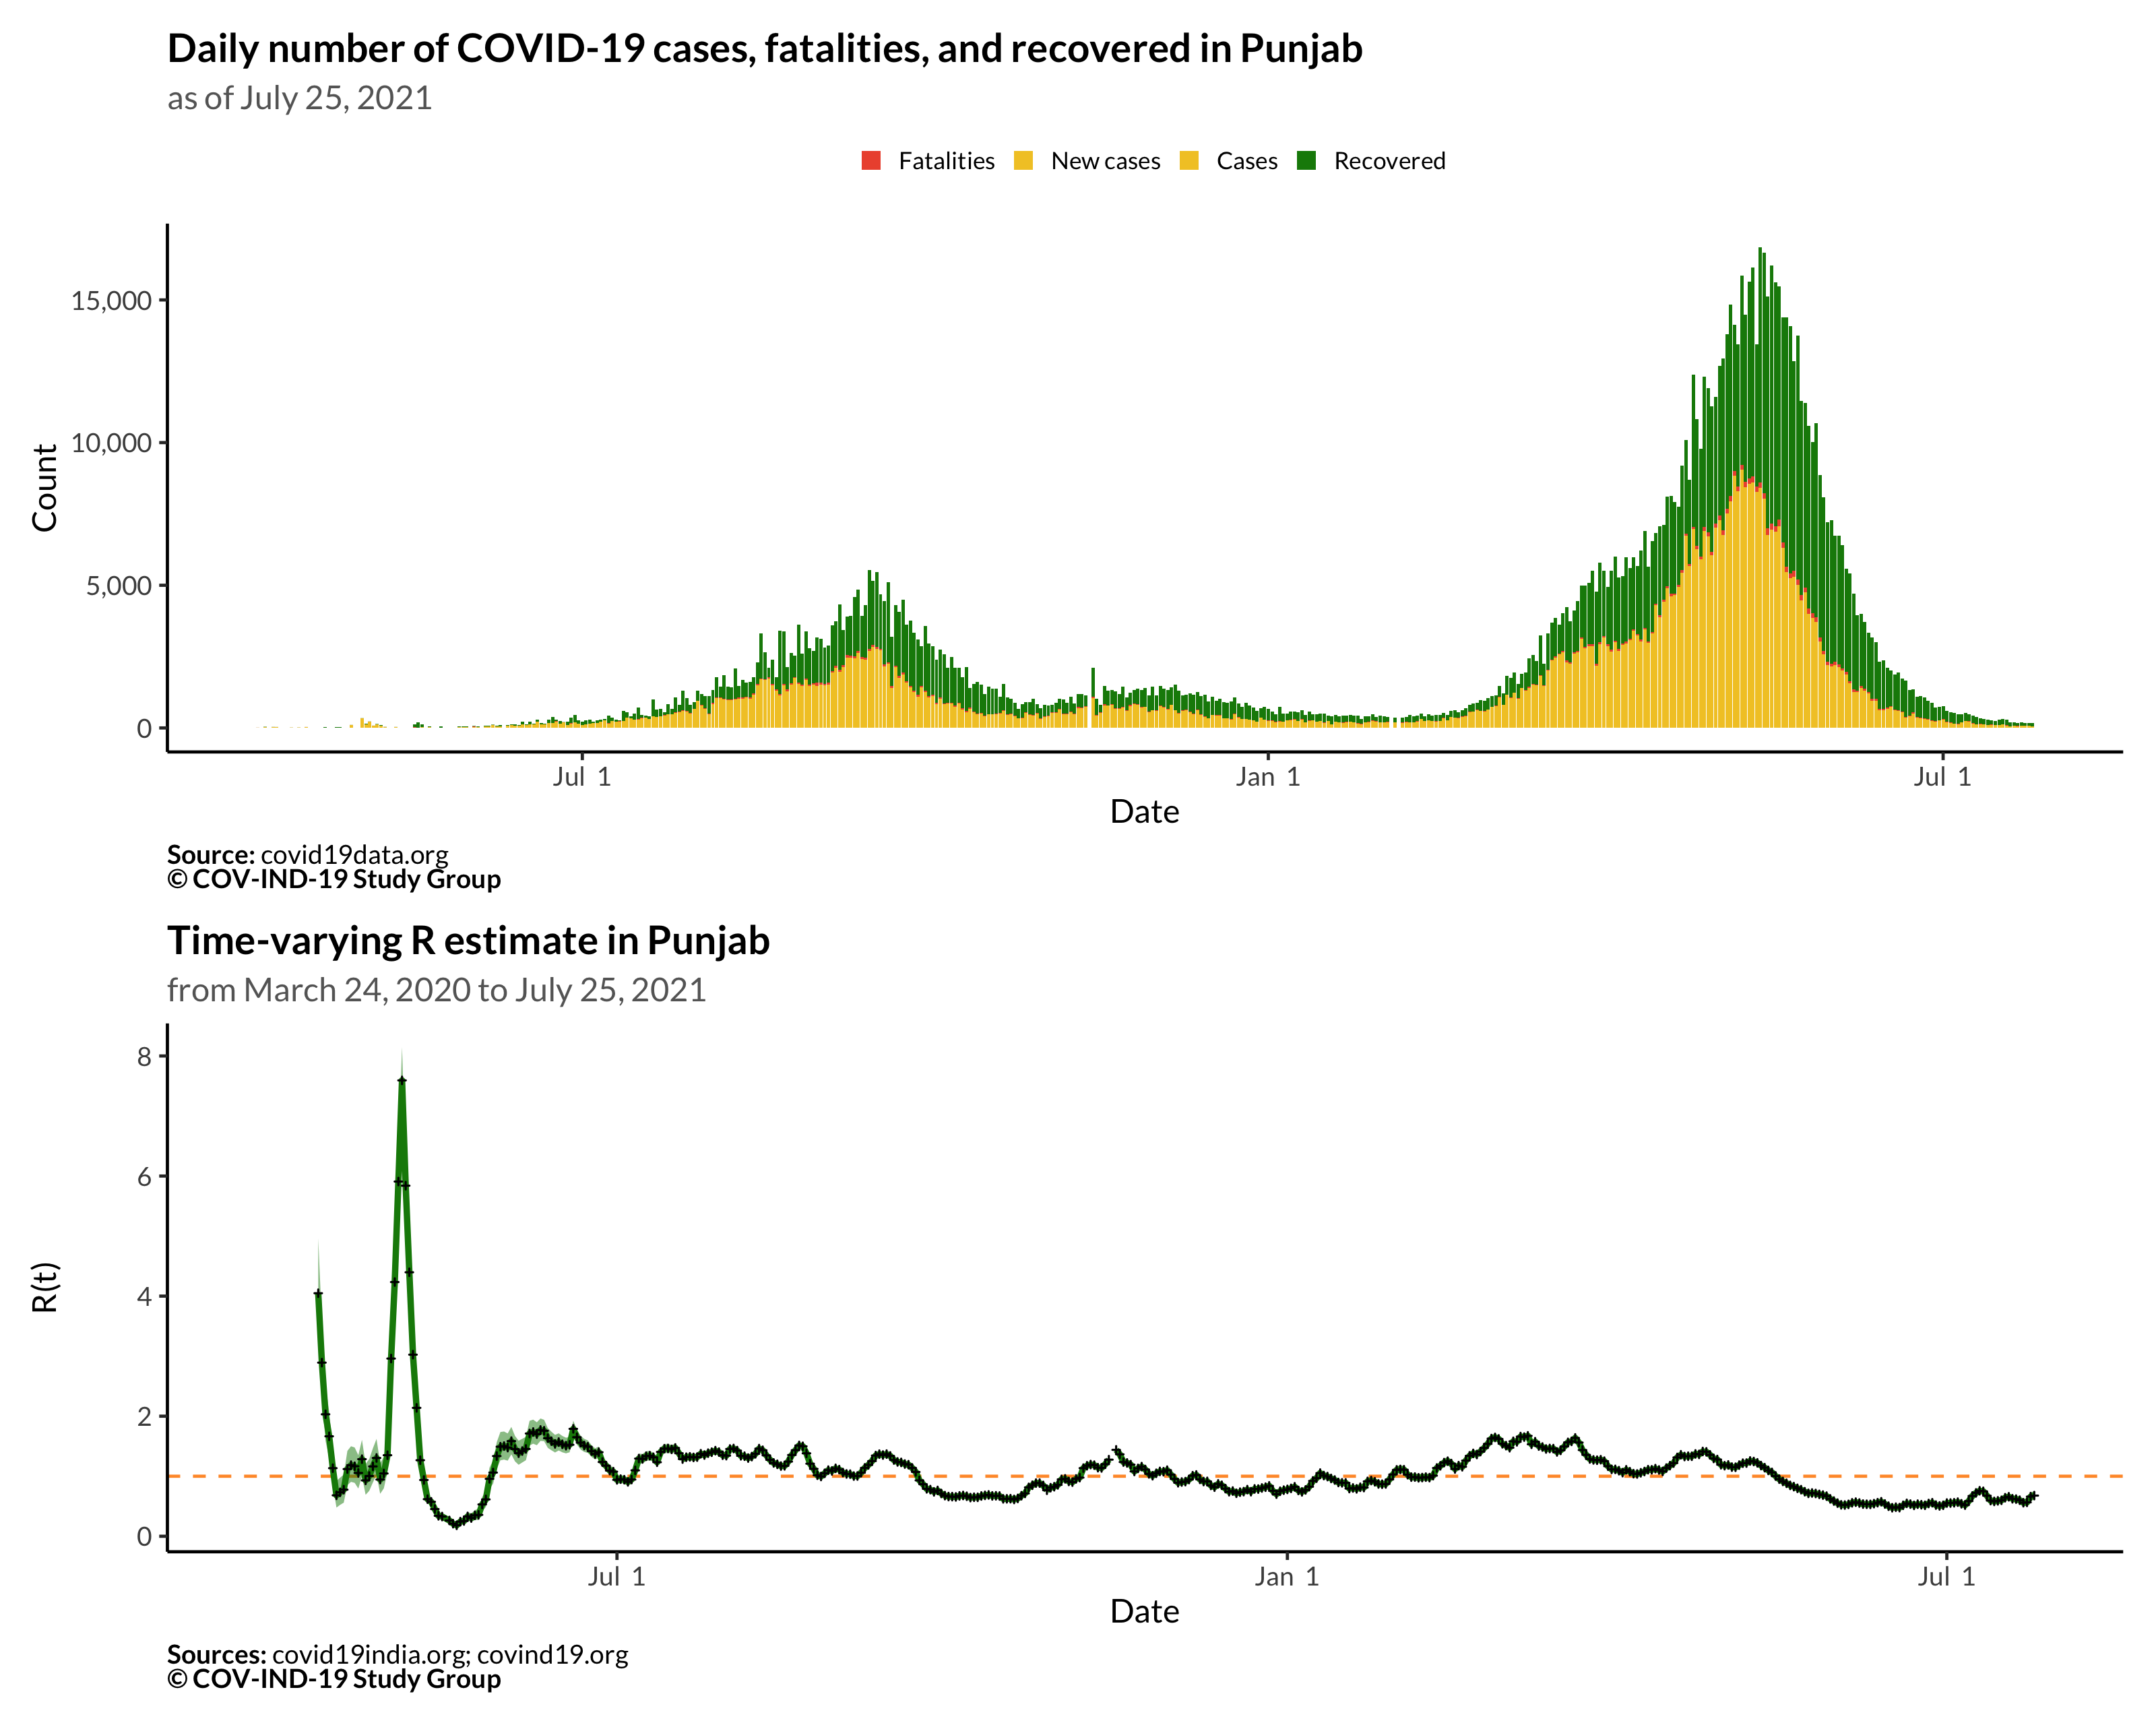 Daily number of COVID-19 cases, fatalities, and recovered in Punjab
as of July 25, 2021
Fatalities New cases Cases Recovered
Count
15,000
10,000
5,000
0
Jul 1 Jan 1 Jul 1
Date
Source: covid19data.org
© COV-IND-19 Study Group
Time-varying R estimate in Punjab
from March 24, 2020 to July 25, 2021
R(t)
8
6
4
2
0
Jul 1 Jan 1 Jul 1
Date
Sources: covid19india.org; covind19.org
© COV-IND-19 Study Group